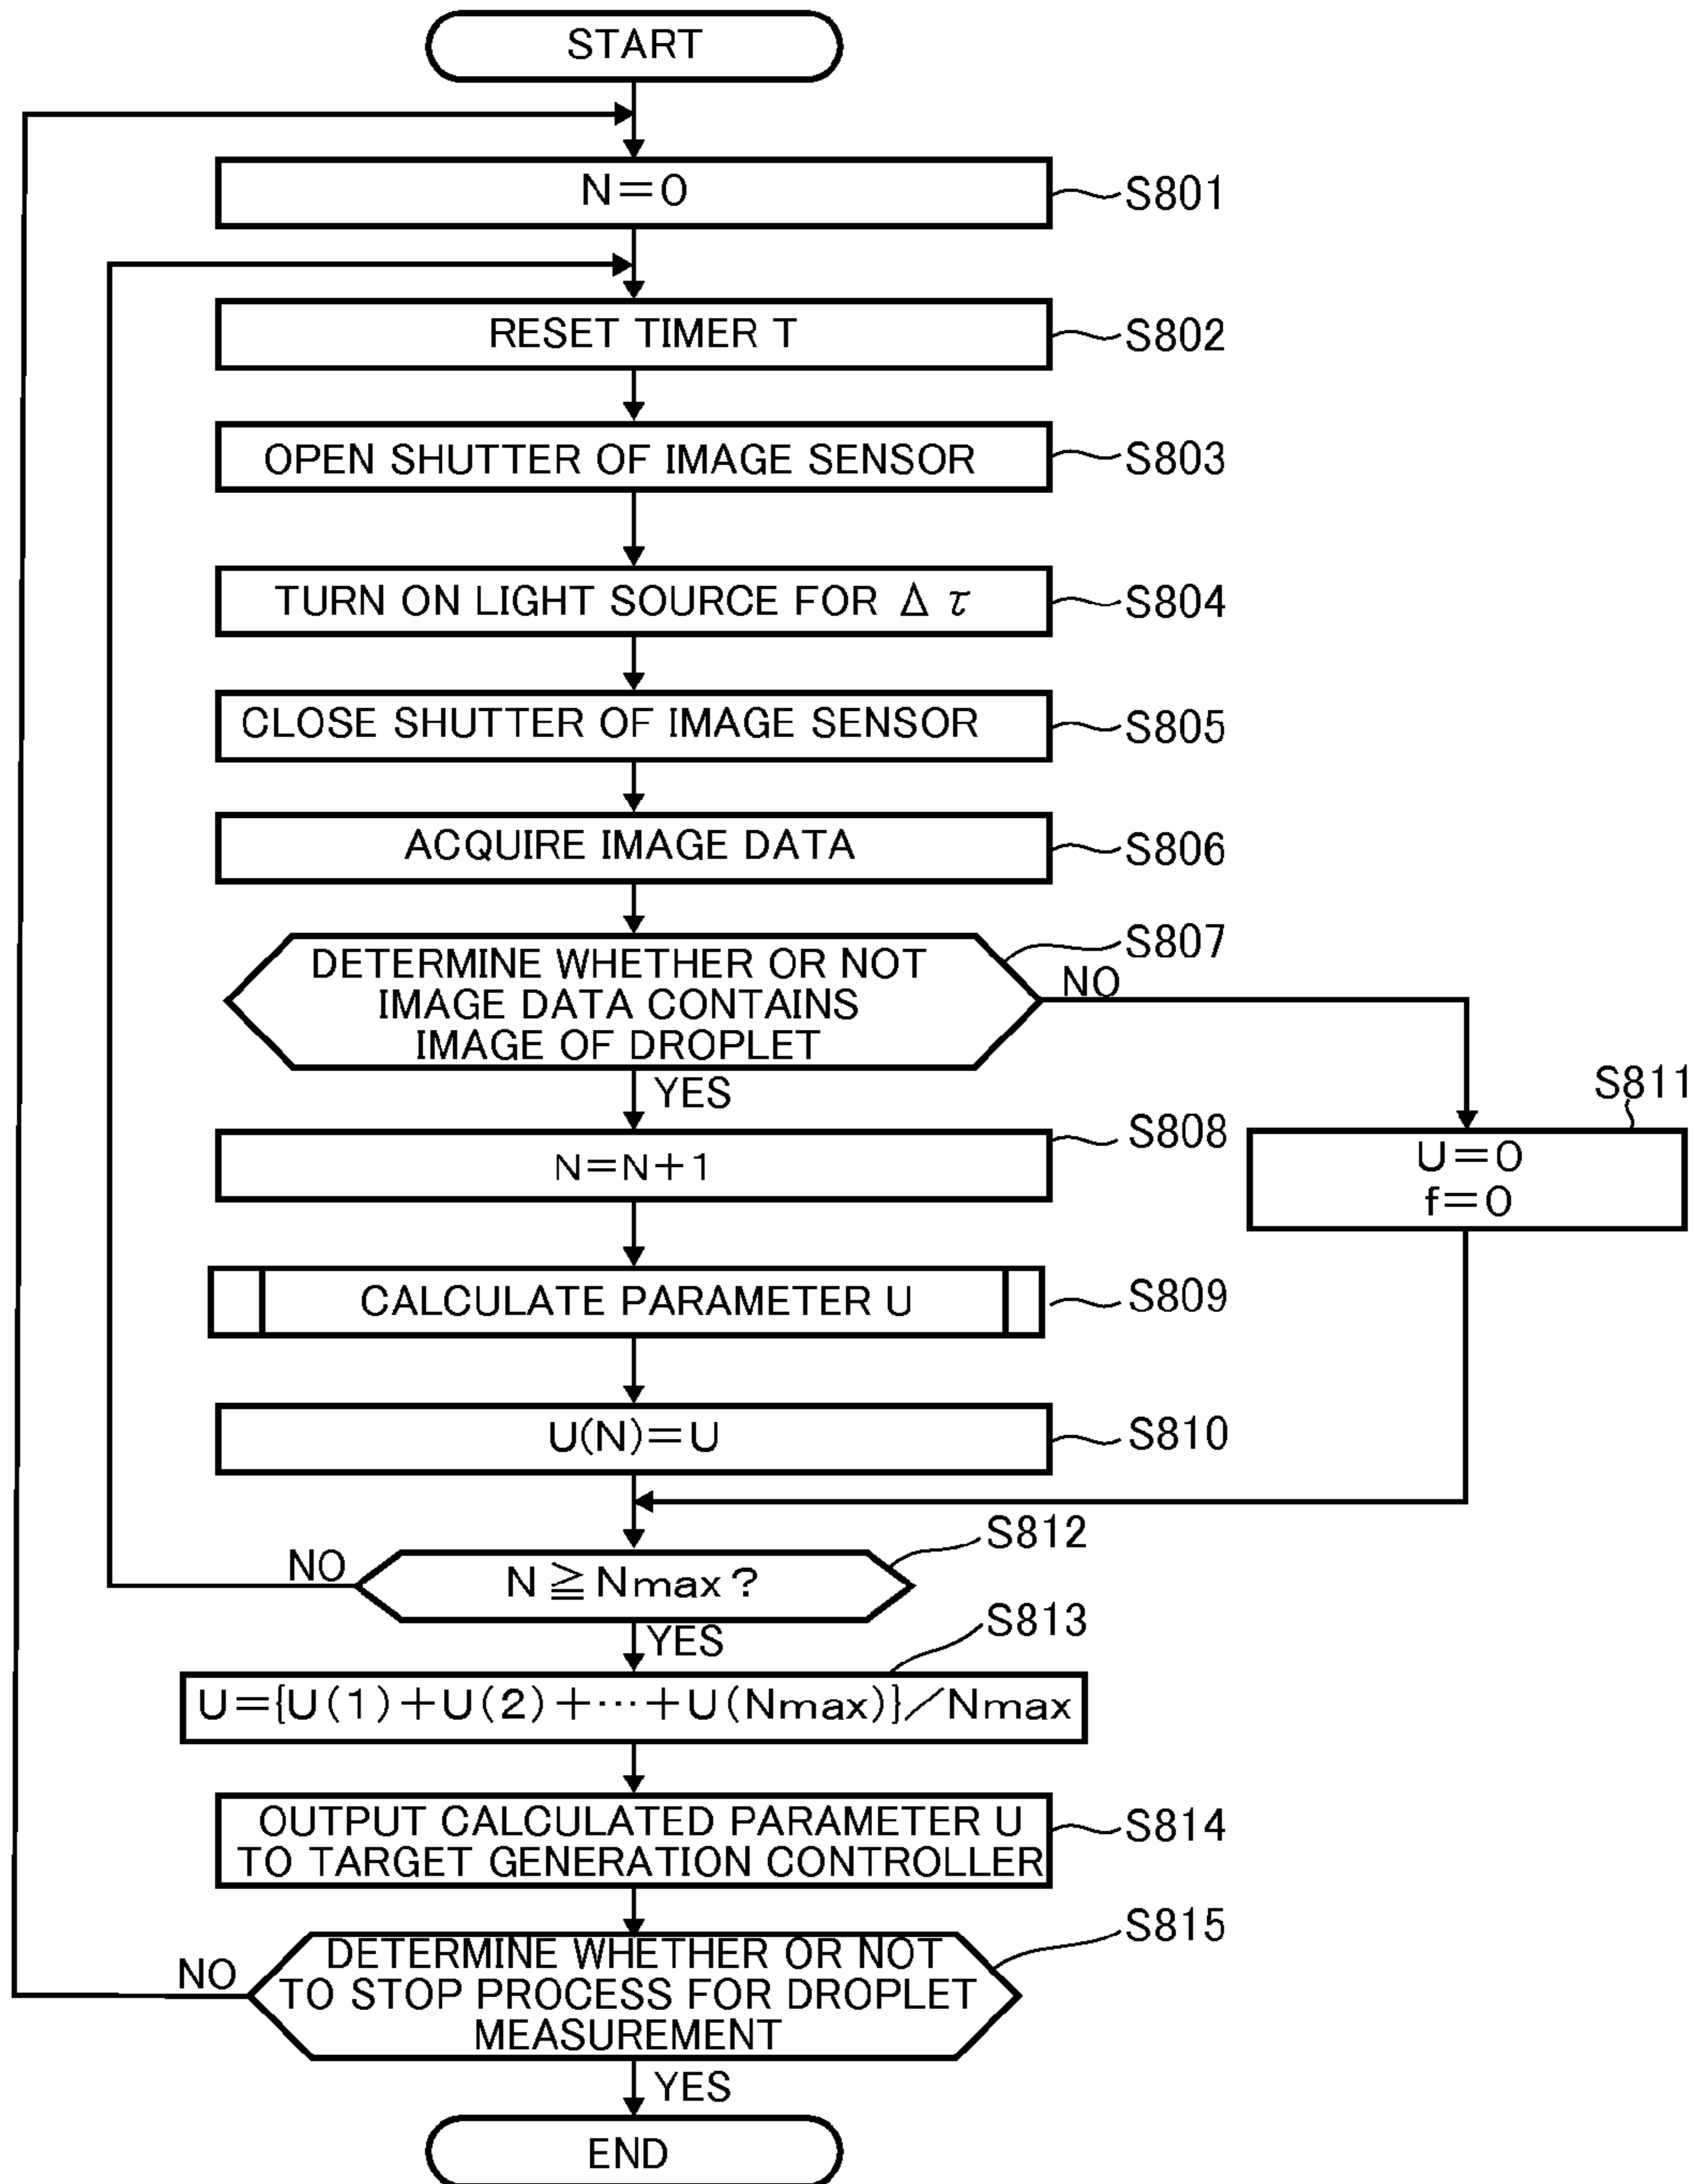 START
N=0
S801
RESET TIMER T
S802
OPEN SHUTTER OF IMAGE SENSOR
S803
TURN ON LIGHT SOURCE FOR Δτ
S804
CLOSE SHUTTER OF IMAGE SENSOR
S805
ACQUIRE IMAGE DATA
S806
DETERMINE WHETHER OR NOT
IMAGE DATA CONTAINS
IMAGE OF DROPLET
S807
NO
YES
N=N+1
S808
S811
U=0
f=0
CALCULATE PARAMETER U
S809
U(N)=U
S810
N≧Nmax?
S812
NO
YES
S813
U={U(1)+U(2)+···+U(Nmax)}/Nmax
OUTPUT CALCULATED PARAMETER U
TO TARGET GENERATION CONTROLLER
S814
DETERMINE WHETHER OR NOT
TO STOP PROCESS FOR DROPLET
MEASUREMENT
S815
NO
YES
END